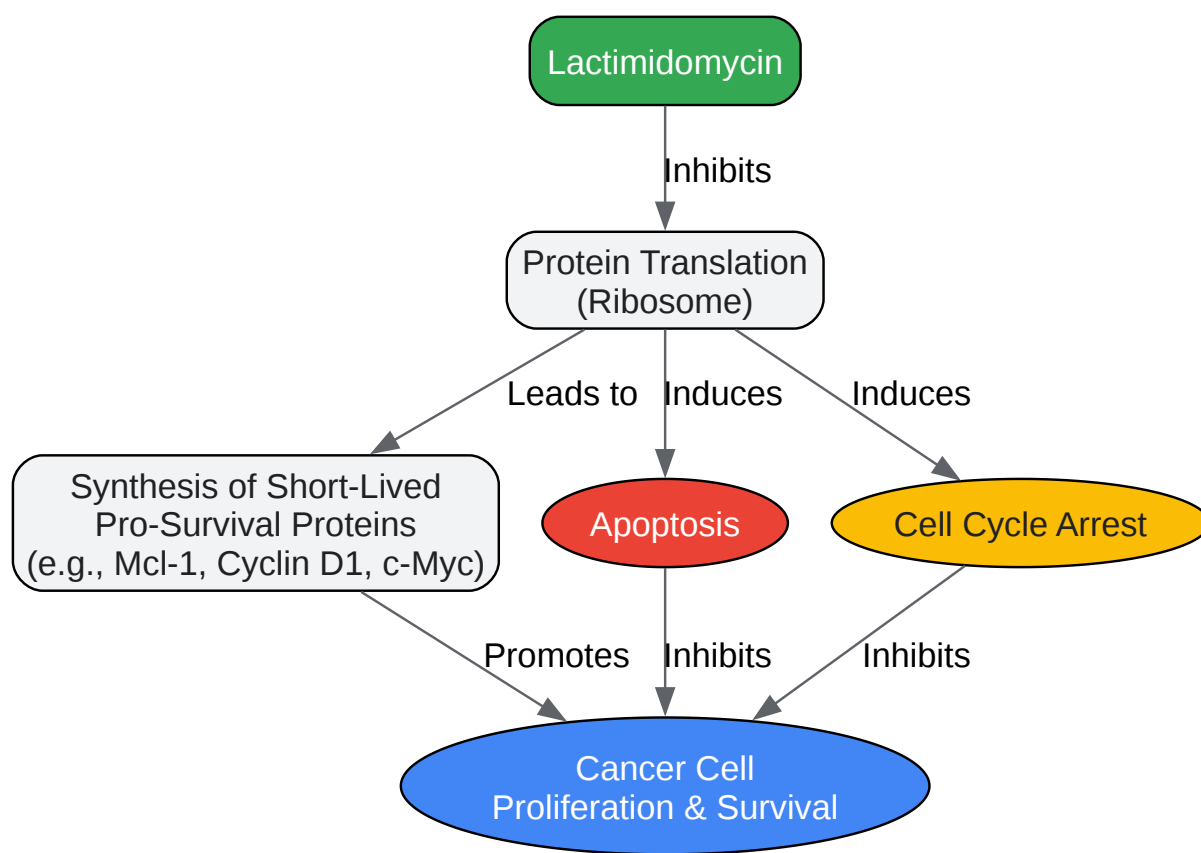 Lactimidomycin
Inhibits
Protein Translation
(Ribosome)
Leads to
Induces
Induces
Synthesis of Short-Lived
Pro-Survival Proteins
(e.g., Mcl-1, Cyclin D1, c-Myc)
Apoptosis
Cell Cycle Arrest
Promotes
Inhibits
Inhibits
Cancer Cell
Proliferation & Survival